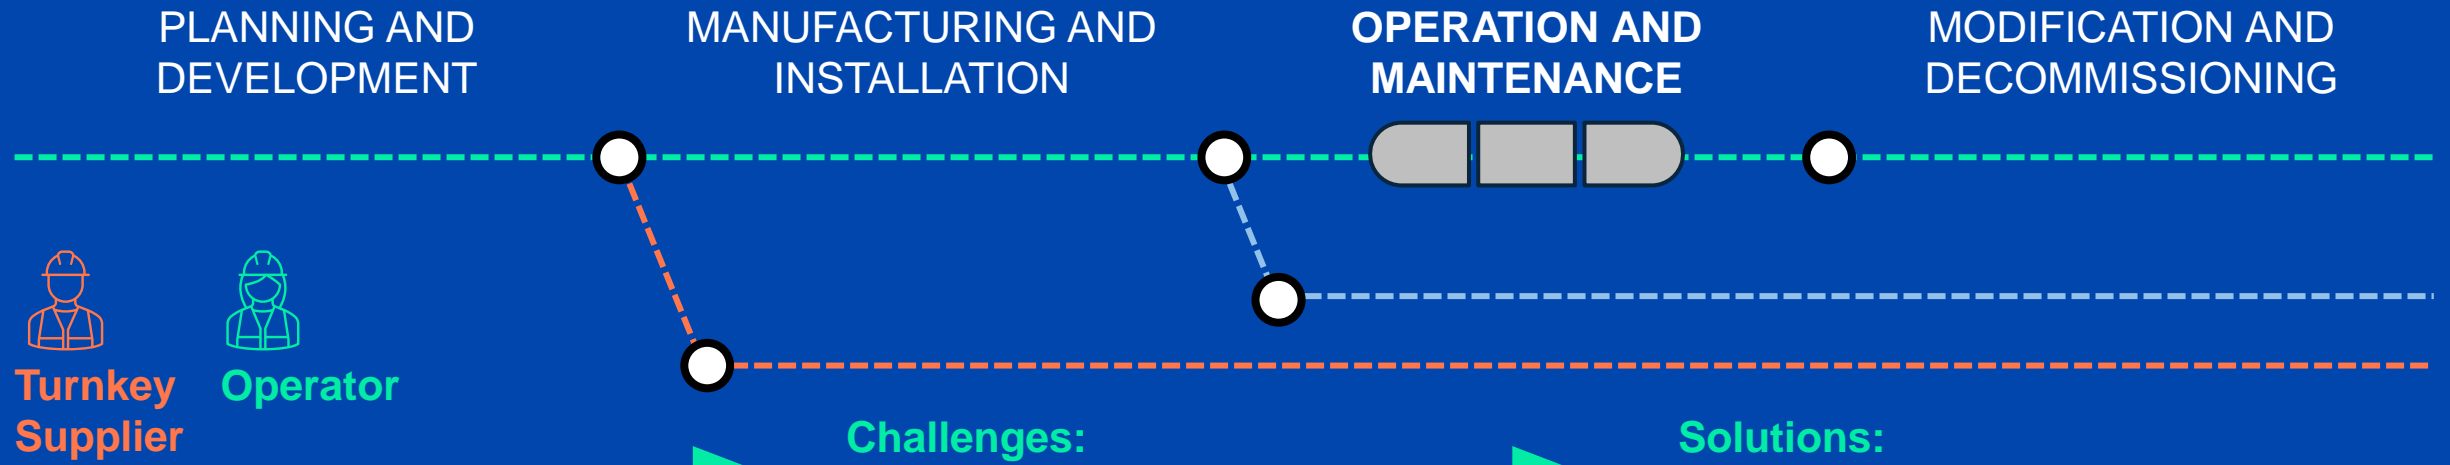 PLANNING AND
DEVELOPMENT
MANUFACTURING AND
INSTALLATION
OPERATION AND
MAINTENANCE
MODIFICATION AND
DECOMMISSIONING
Turnkey
Supplier
Operator
Challenges:
Solutions: